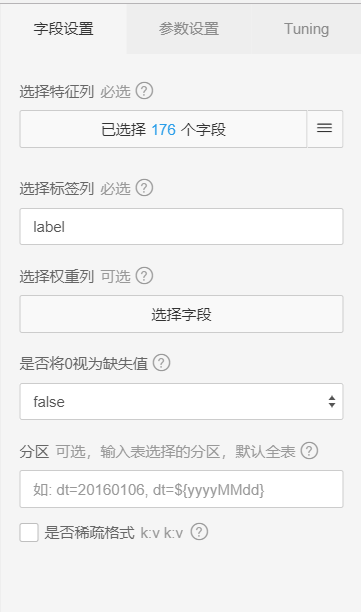 字段设置 参数设置 Tuning
选择特征列 必选 ?
已选择 176 个字段
选择标签列 必选 ?
label
选择权重列 可选 ?
选择字段
是否将0视为缺失值 ?
false
分区 可选，输入表选择的分区，默认全表 ?
如: dt=20160106, dt=${yyyyMMdd}
是否稀疏格式 k:v k:v ?